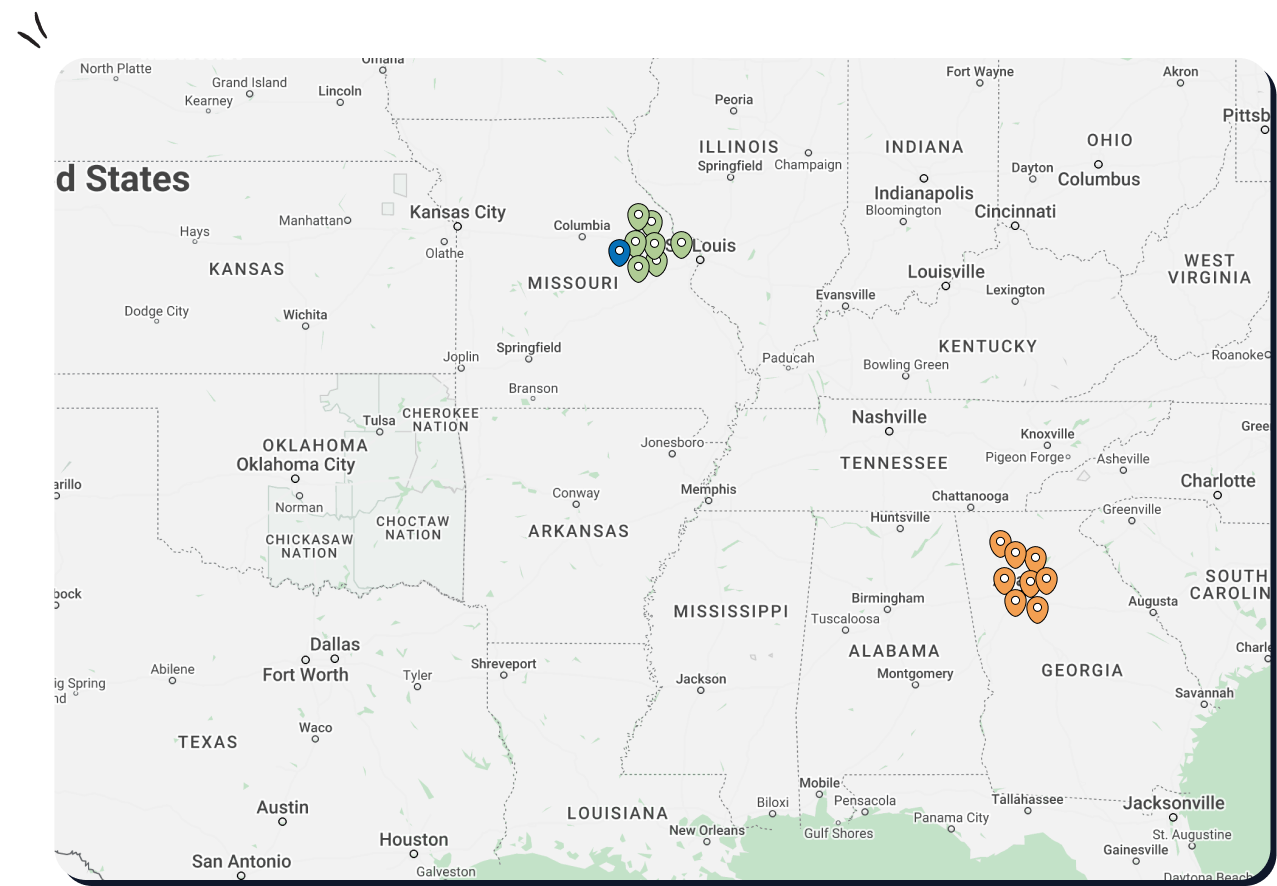 Omaha
North Platte
Grand Island
Kearney
Lincoln
Peoria
Fort Wayne
Akron
Pittsb
ILLINOIS
INDIANA
OHIO
Springfield
Champaign
Dayton
Columbus
d States
Indianapolis
Bloomington
Cincinnati
Manhattan
Kansas City
Columbia
Hays
Olathe
S Louis
KANSAS
MISSOURI
Louisville
Lexington
WEST
VIRGINIA
Evansville
Dodge City
Wichita
Springfield
Joplin
Paducah
KENTUCKY
Bowling Green
Roanoke
Branson
Tulsa
CHEROKEE
NATION
Nashville
Gree
OKLAHOMA
Oklahoma City
Jonesboro
Knoxville
Pigeon Forge
Asheville
TENNESSEE
arillo
Norman
Conway
Memphis
Chattanooga
Charlotte
Greenville
CHOCTAW
NATION
CHICKASAW
NATION
ARKANSAS
Huntsville
bock
MISSISSIPPI
Birmingham
Tuscaloosa
SOUTH
CAROLIN
Augusta
Dallas
Fort Worth
Shreveport
ALABAMA
Charle
Abilene
ig Spring
nd
Tyler
Jackson
Montgomery
GEORGIA
Savannah
Waco
TEXAS
Mobile
Biloxi
Pensacola
Tallahassee
Jacksonville
Austin
LOUISIANA
New Orleans
Gulf Shores
Panama City
St. Augustine
Houston
Gainesville
San Antonio
Galveston
Daytona Beach